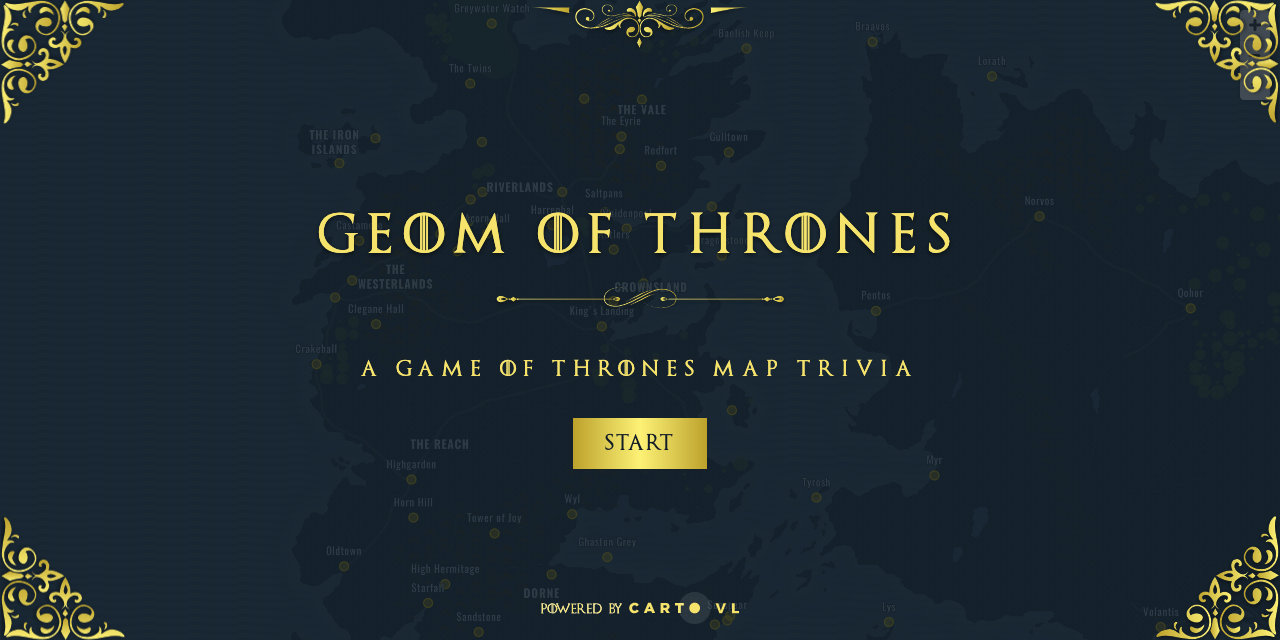 Greywater Watch
Banfish Keep
Braavos
Lorath
The Twins
THE VALE
The Eyrie
THE IRON
ISLANDS
Gulltown
Redfort
RIVERLANDS
Saltpans
Norvos
GEOM OF THRONES
THE
WESTERLANDS
CROWNSLAND
Pentos
Qohor
Clegane Hall
King's Landing
Crakehall
A GAME OF THRONES MAP TRIVIA
START
THE REACH
Highgarden
Myr
Tyrosh
Horn Hill
Wyl
Tower of Joy
Ghaston Grey
Oldtown
High Hermitage
Starfall
DORNE
POWERED BY CARTO VL
Lys
Volantis
Sandstone